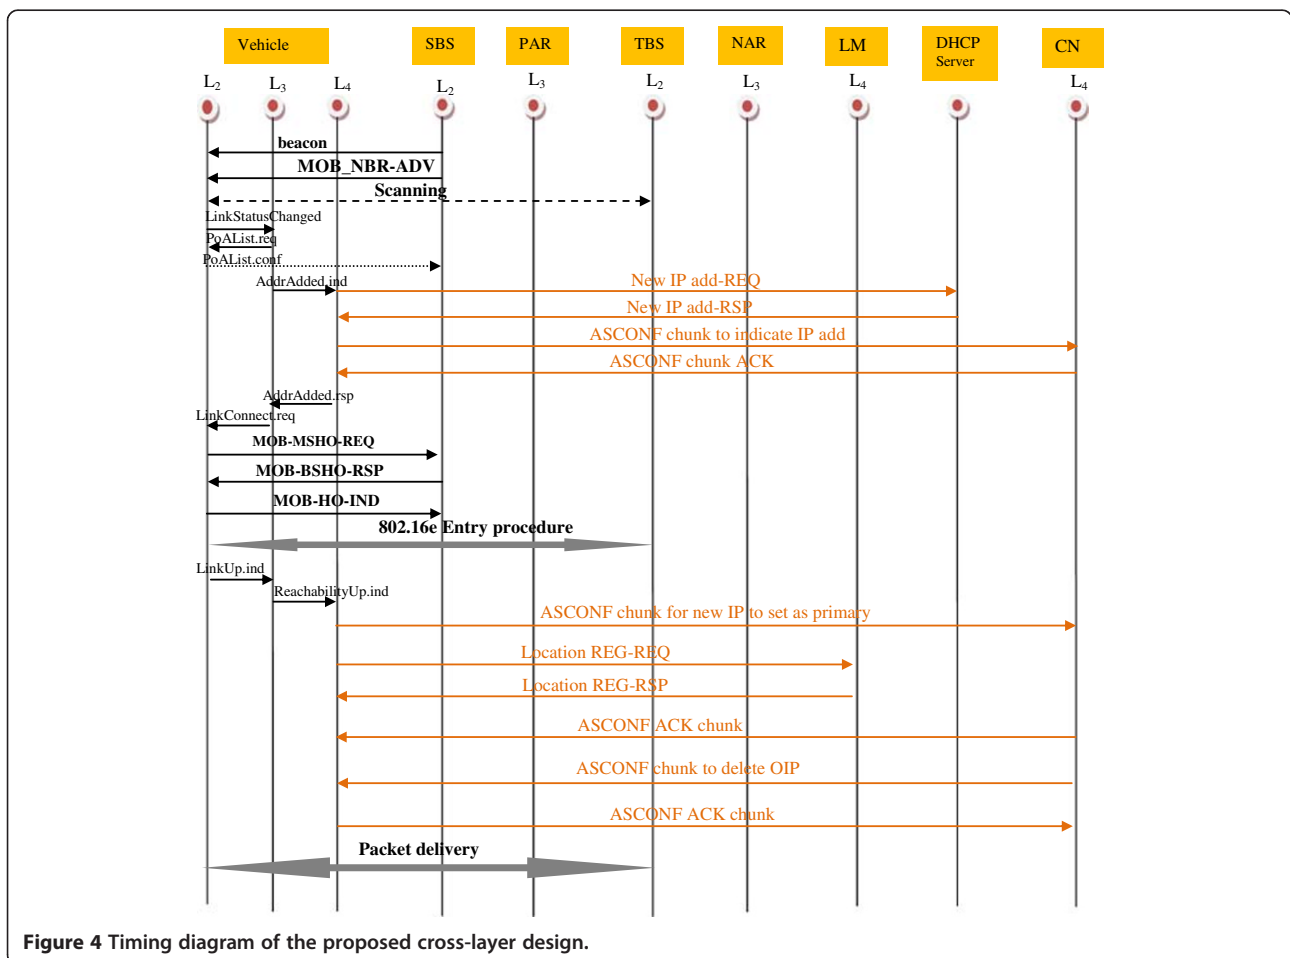 Vehicle SBS PAR TBS NAR LM DHCP Server CN
L2 L3 L4 L2 L3 L2 L3 L4 L4
beacon
MOB_NBR-ADV
Scanning
LinkStatusChanged
PoAList.req
PoAList.conf
AddrAdded.ind
New IP add-REQ
New IP add-RSP
ASCONF chunk to indicate IP add
ASCONF chunk ACK
AddrAdded.rsp
LinkConnect.req
MOB-MSHO-REQ
MOB-BSHO-RSP
MOB-HO-IND
802.16e Entry procedure
LinkUp.ind
ReachabilityUp.ind
ASCONF chunk for new IP to set as primary
Location REG-REQ
Location REG-RSP
ASCONF ACK chunk
ASCONF chunk to delete OIP
ASCONF ACK chunk
Packet delivery
Figure 4 Timing diagram of the proposed cross-layer design.